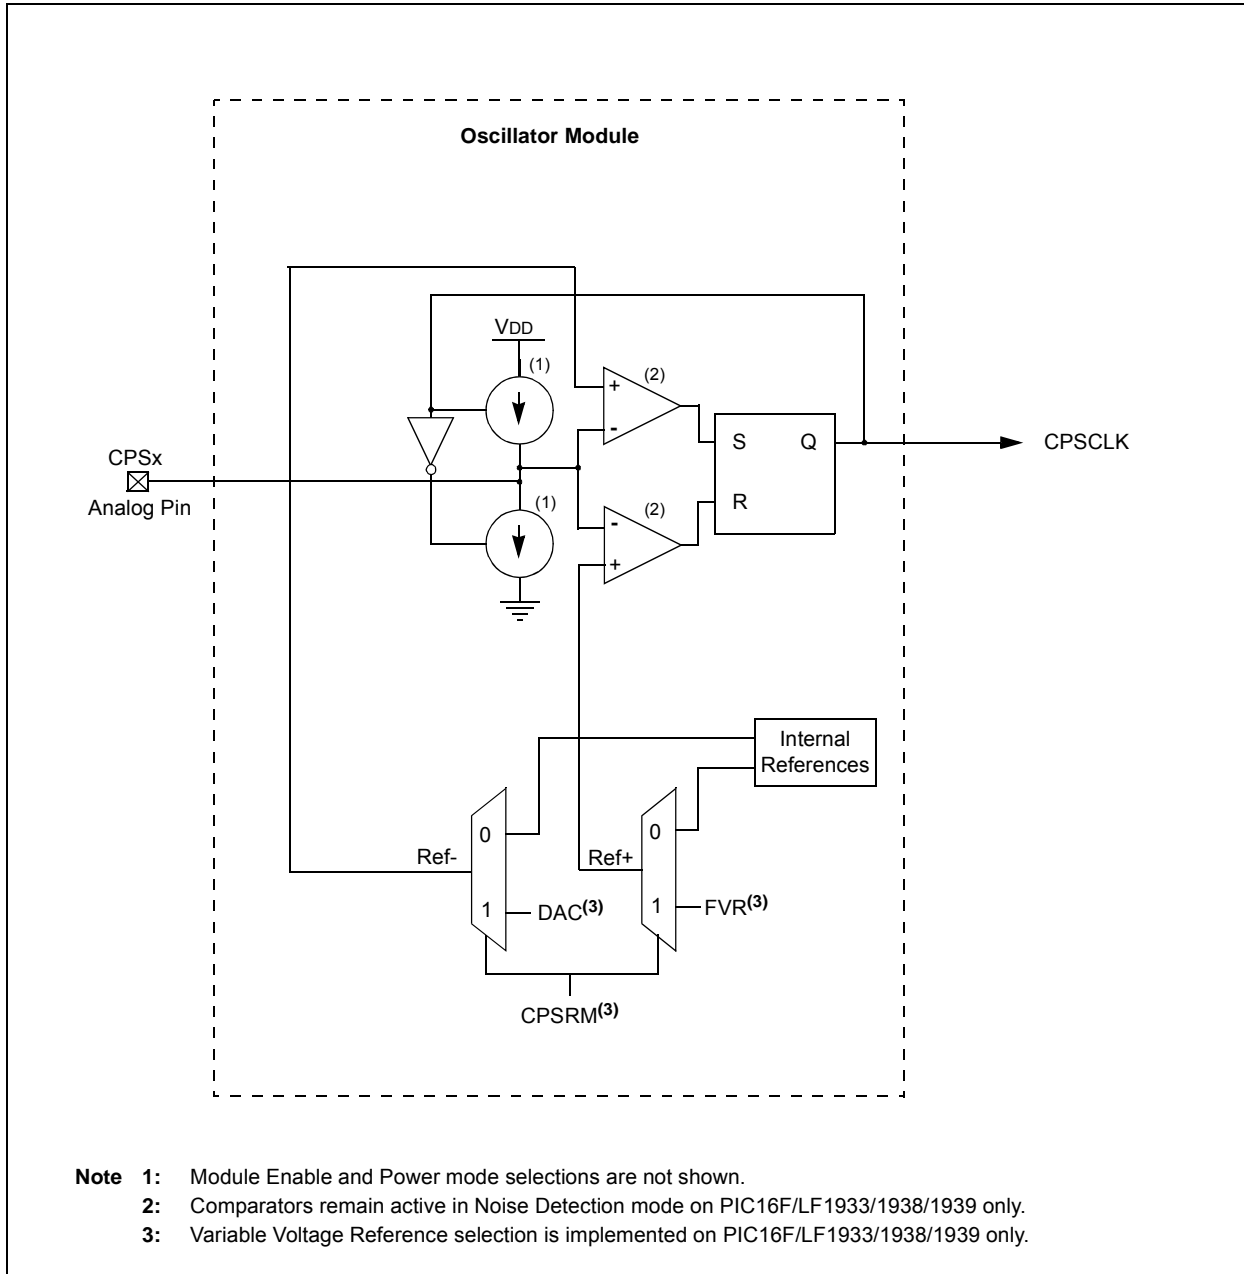 Oscillator Module
VDD
(1)
(2)
+
-
S Q
CPSCLK
CPSx
Analog Pin
(1)
(2)
R
-
+
Internal
References
0
0
Ref-
Ref+
1
DAC(3)
1
FVR(3)
CPSRM(3)
Note 1: Module Enable and Power mode selections are not shown.
2: Comparators remain active in Noise Detection mode on PIC16F/LF1933/1938/1939 only.
3: Variable Voltage Reference selection is implemented on PIC16F/LF1933/1938/1939 only.